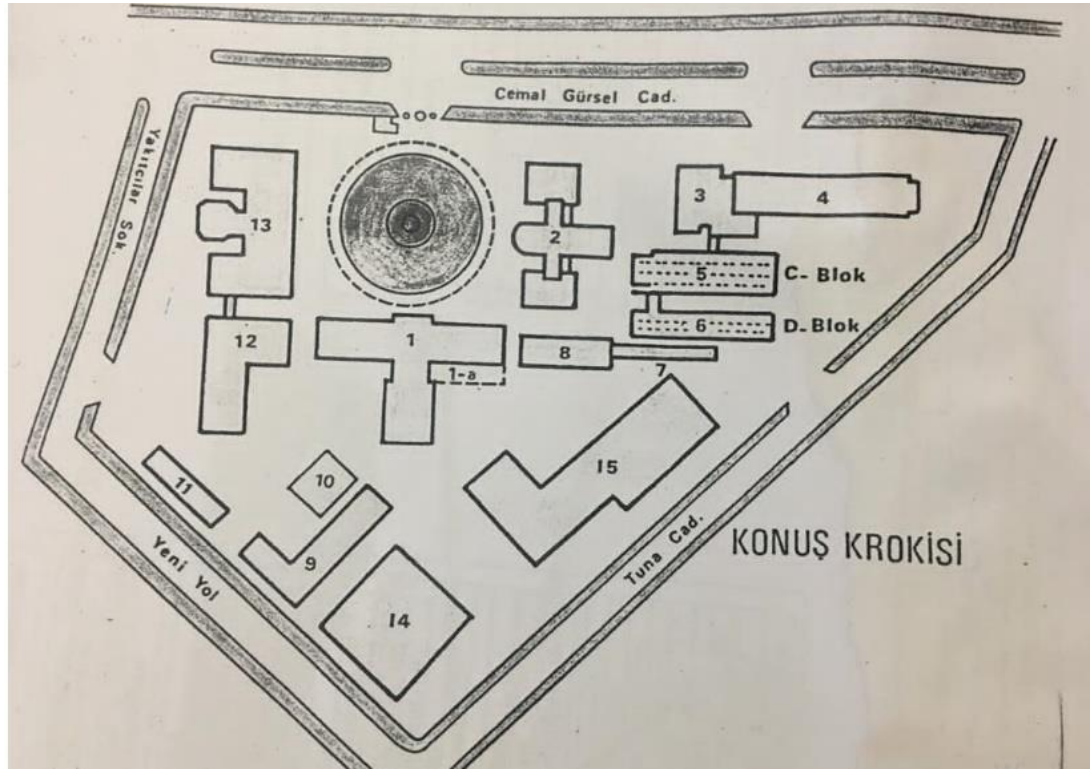 Cemal Gürsel Cad.
Yakıtcılar Sok.
13
2
3
4
5
C- Blok
6
D- Blok
12
1
1-a
8
7
15
11
10
9
14
Yeni Yol
Tuna Cad.
KONUŞ KROKİSİ